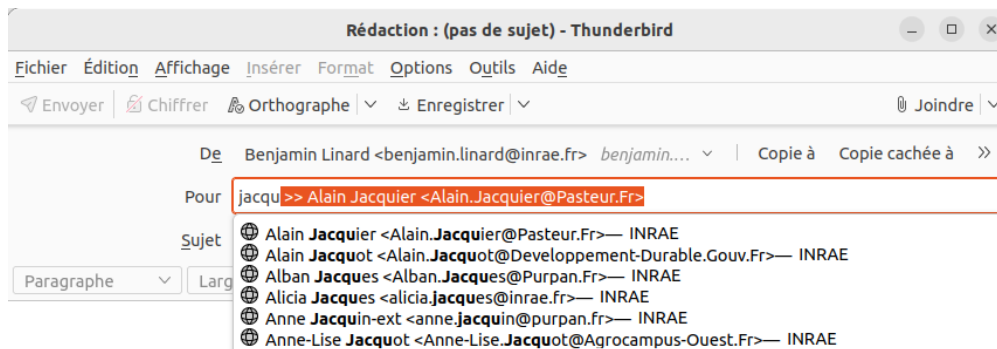 Rédaction : (pas de sujet) - Thunderbird
Fichier Édition Affichage Insérer Format Options Outils Aide
Envoyer Chiffrer Orthographe Enregistrer Joindre
De Benjamin Linard <benjamin.linard@inrae.fr> benjamin.... Copie à Copie cachée à »
Pour jacqu >> Alain Jacquier <Alain.Jacquier@Pasteur.Fr>
Sujet
Alain Jacquier <Alain.Jacquier@Pasteur.Fr>— INRAE
Alain Jacquot <Alain.Jacquot@Developpement-Durable.Gouv.Fr>— INRAE
Alban Jacques <Alban.Jacques@Purpan.Fr>— INRAE
Paragraphe Larg
Alicia Jacques <alicia.jacques@inrae.fr>— INRAE
Anne Jacquin-ext <anne.jacquin@purpan.fr>— INRAE
Anne-Lise Jacquot <Anne-Lise.Jacquot@Agrocampus-Ouest.Fr>— INRAE